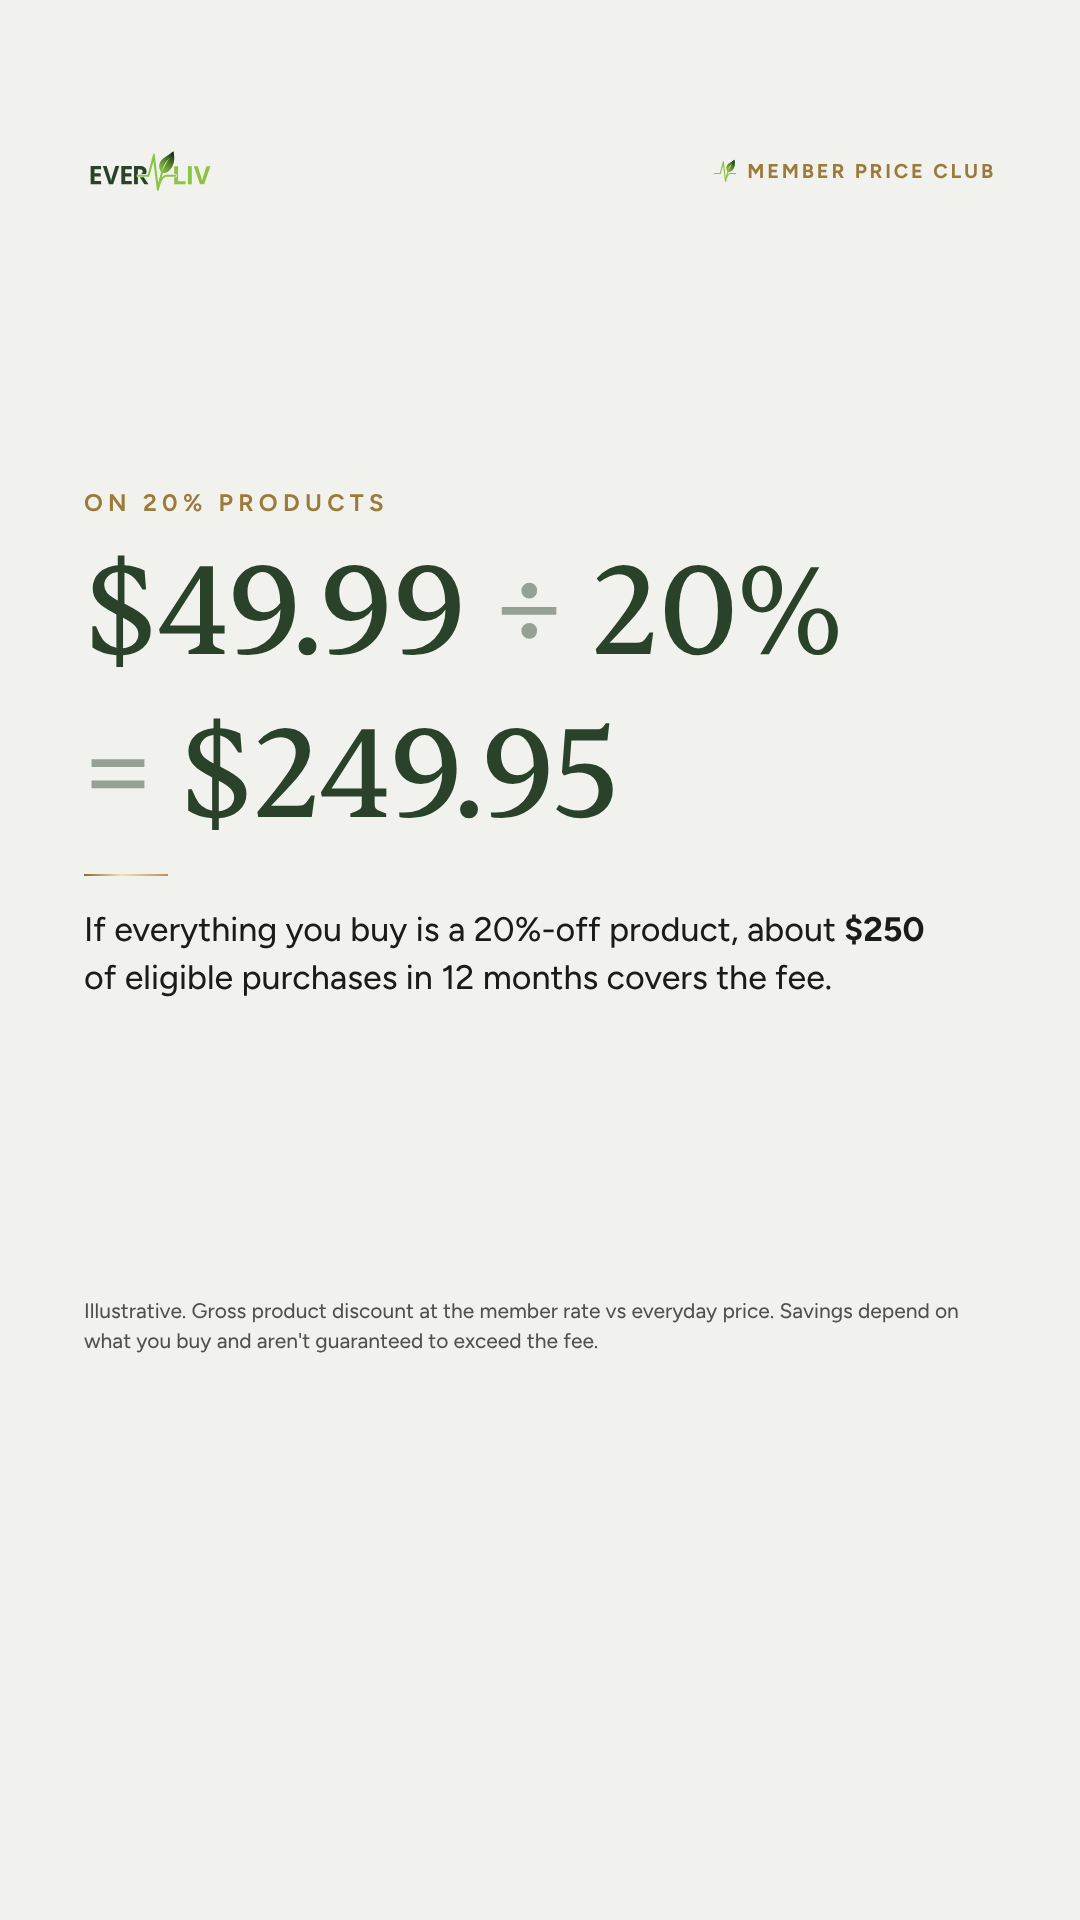 EVERLIV
MEMBER PRICE CLUB
ON 20% PRODUCTS
$49.99 ÷ 20%
= $249.95
If everything you buy is a 20%-off product, about $250
of eligible purchases in 12 months covers the fee.
Illustrative. Gross product discount at the member rate vs everyday price. Savings depend on
what you buy and aren't guaranteed to exceed the fee.